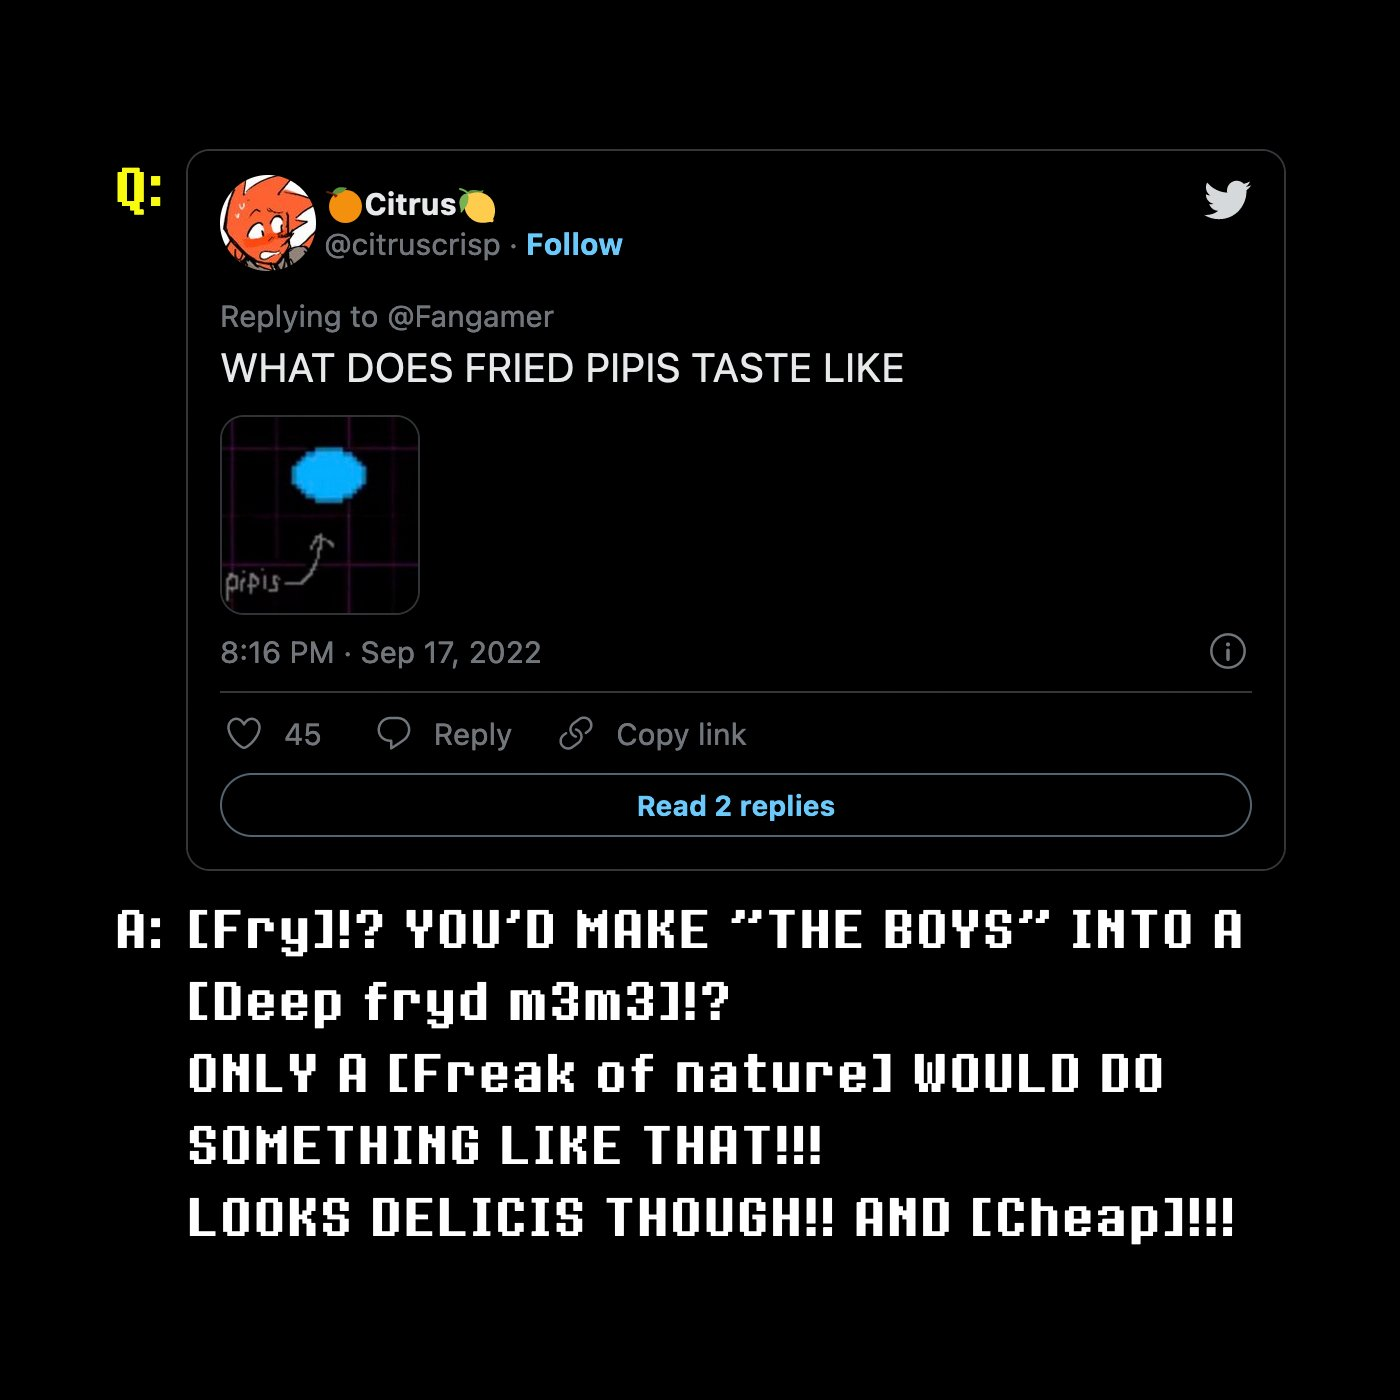 Q:
🍊Citrus🍋
@citruscrisp · Follow
Replying to @Fangamer
WHAT DOES FRIED PIPIS TASTE LIKE
pipis
8:16 PM · Sep 17, 2022
45 Reply Copy link
Read 2 replies
A: [Fry]!? YOU'D MAKE "THE BOYS" INTO A
[Deep fryd m3m3]!?
ONLY A [Freak of nature] WOULD DO
SOMETHING LIKE THAT!!!
LOOKS DELICIS THOUGH!! AND [Cheap]!!!